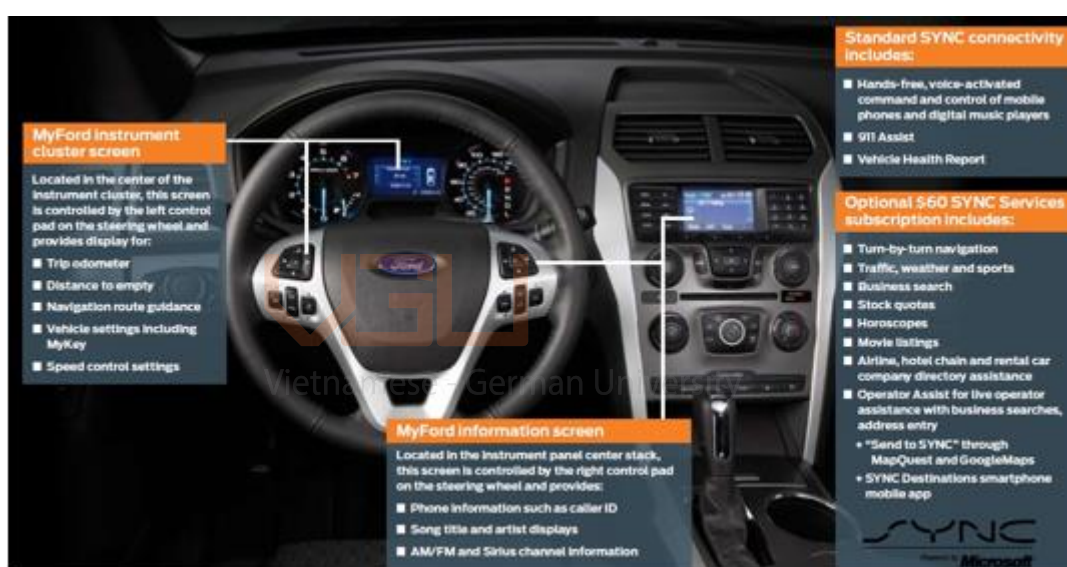 MyFord instrument
cluster screen
Located in the center of the
instrument cluster, this screen
is controlled by the left control
pad on the steering wheel and
provides display for:
■ Trip odometer
■ Distance to empty
■ Navigation route guidance
■ Vehicle settings including
MyKey
■ Speed control settings
Ford
VGU
Vietnamese - German University
MyFord information screen
Located in the instrument panel center stack,
this screen is controlled by the right control pad
on the steering wheel and provides:
■ Phone information such as caller ID
■ Song title and artist displays
■ AM/FM and Sirius channel information
Standard SYNC connectivity
includes:
■ Hands-free, voice-activated
command and control of mobile
phones and digital music players
■ 911 Assist
■ Vehicle Health Report
Optional $60 SYNC Services
subscription includes:
■ Turn-by-turn navigation
■ Traffic, weather and sports
■ Business search
■ Stock quotes
■ Horoscopes
■ Movie listings
■ Airline, hotel chain and rental car
company directory assistance
■ Operator Assist for live operator
assistance with business searches,
address entry
+ "Send to SYNC" through
MapQuest and GoogleMaps
+ SYNC Destinations smartphone
mobile app
SYNC
Powered by Microsoft